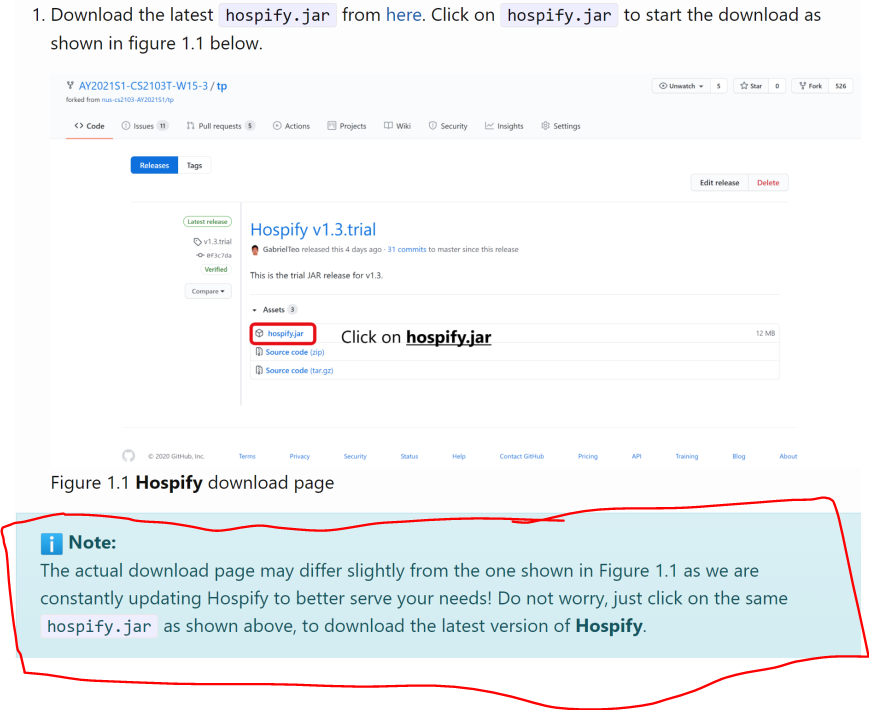 1. Download the latest hospify.jar from here. Click on hospify.jar to start the download as
shown in figure 1.1 below.
AY2021S1-CS2103T-W15-3 / tp
Unwatch 5 Star 0 Fork 526
forked from nus-cs2103-AY2021S1/tp
<> Code Issues 11 Pull requests 5 Actions Projects Wiki Security Insights Settings
Releases Tags
Edit release Delete
Latest release
v1.3.trial
0f3c7da
Verified
Compare
Hospify v1.3.trial
GabrielTeo released this 4 days ago · 31 commits to master since this release
This is the trial JAR release for v1.3.
Assets 3
hospify.jar 12 MB
Click on hospify.jar
Source code (zip)
Source code (tar.gz)
© 2020 GitHub, Inc. Terms Privacy Security Status Help Contact GitHub Pricing API Training Blog About
Figure 1.1 Hospify download page
i Note:
The actual download page may differ slightly from the one shown in Figure 1.1 as we are
constantly updating Hospify to better serve your needs! Do not worry, just click on the same
hospify.jar as shown above, to download the latest version of Hospify.